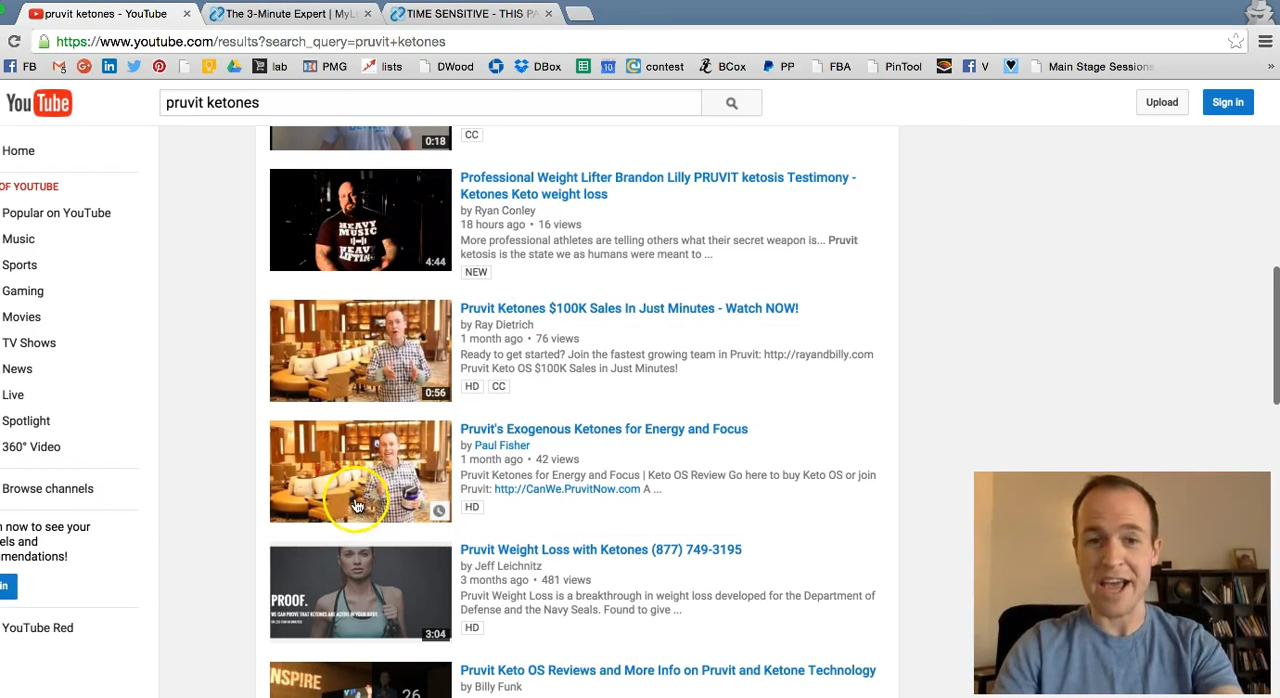 pruvit ketones - YouTube
The 3-Minute Expert | MyL
TIME SENSITIVE - THIS PA
https://www.youtube.com/results?search_query=pruvit+ketones
FB
lab
PMG
lists
DWood
DBox
contest
BCox
PP
FBA
PinTool
V
Main Stage Sessions
»
YouTube
pruvit ketones
Upload
Sign in
Home
OF YOUTUBE
Popular on YouTube
Music
Sports
Gaming
Movies
TV Shows
News
Live
Spotlight
360° Video
Browse channels
n now to see your
els and
mendations!
in
YouTube Red
0:18
CC
HEAVY
MUSIC
HEAVY
LIFTING
4:44
Professional Weight Lifter Brandon Lilly PRUVIT ketosis Testimony -
Ketones Keto weight loss
by Ryan Conley
18 hours ago • 16 views
More professional athletes are telling others what their secret weapon is... Pruvit
ketosis is the state we as humans were meant to ...
NEW
0:56
Pruvit Ketones $100K Sales In Just Minutes - Watch NOW!
by Ray Dietrich
1 month ago • 76 views
Ready to get started? Join the fastest growing team in Pruvit: http://rayandbilly.com
Pruvit Keto OS $100K Sales in Just Minutes!
HD CC
Pruvit's Exogenous Ketones for Energy and Focus
by Paul Fisher
1 month ago • 42 views
Pruvit Ketones for Energy and Focus | Keto OS Review Go here to buy Keto OS or join
Pruvit: http://CanWe.PruvitNow.com A ...
HD
PROOF.
3:04
Pruvit Weight Loss with Ketones (877) 749-3195
by Jeff Leichnitz
3 months ago • 481 views
Pruvit Weight Loss is a breakthrough in weight loss developed for the Department of
Defense and the Navy Seals. Found to give ...
HD
NSPIRE
26
Pruvit Keto OS Reviews and More Info on Pruvit and Ketone Technology
by Billy Funk